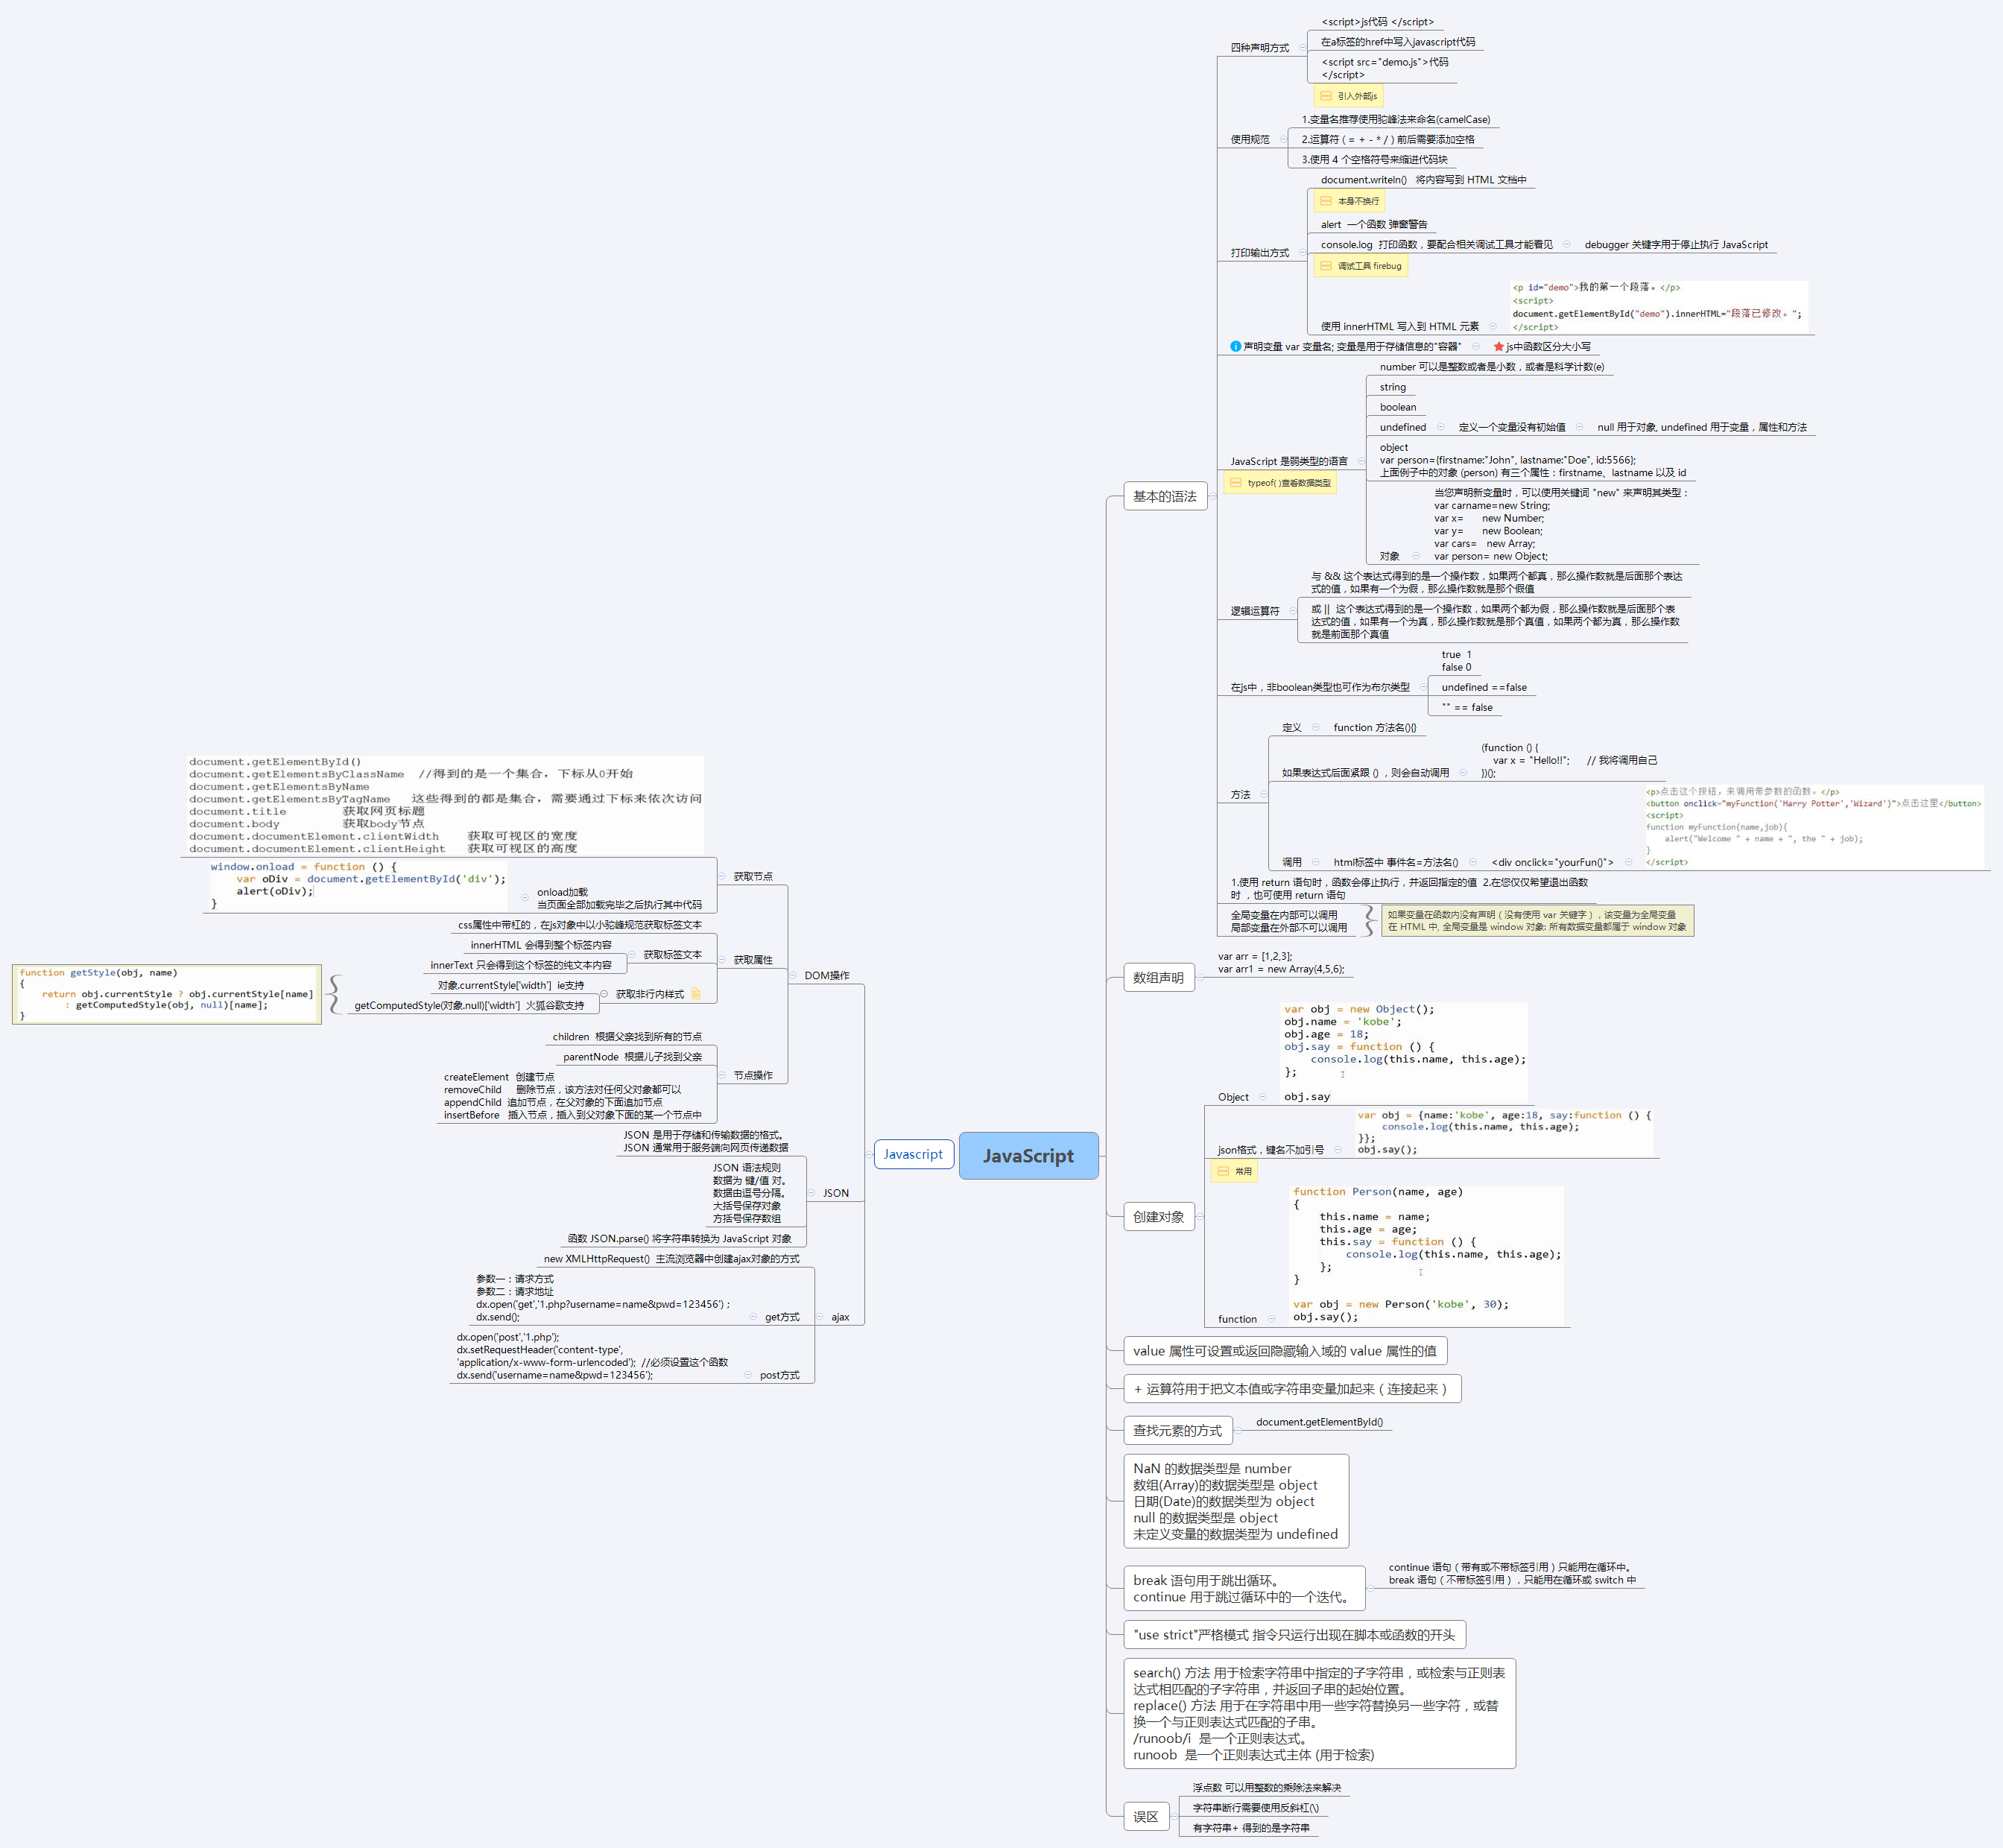 JavaScript
基本的语法
四种声明方式
<script>js代码 </script>
在a标签的href中写入javascript代码
<script src="demo.js">代码
</script>
引入外部js
使用规范
1.变量名推荐使用驼峰法来命名(camelCase)
2.运算符 ( = + - * / ) 前后需要添加空格
3.使用 4 个空格符号来缩进代码块
打印输出方式
document.writeln()   将内容写到 HTML 文档中
本身不换行
alert  一个函数 弹窗警告
console.log  打印函数，要配合相关调试工具才能看见
debugger 关键字用于停止执行 JavaScript
调试工具 firebug
使用 innerHTML 写入到 HTML 元素
<p id="demo">我的第一个段落。</p>
<script>
document.getElementById("demo").innerHTML="段落已修改。";
</script>
声明变量 var 变量名; 变量是用于存储信息的"容器"
js中函数区分大小写
JavaScript 是弱类型的语言
typeof( )查看数据类型
number 可以是整数或者是小数，或者是科学计数(e)
string
boolean
undefined
定义一个变量没有初始值
null 用于对象, undefined 用于变量，属性和方法
object
var person={firstname:"John", lastname:"Doe", id:5566};
上面例子中的对象 (person) 有三个属性：firstname、lastname 以及 id
对象
当您声明新变量时，可以使用关键词 "new" 来声明其类型：
var carname=new String;
var x=      new Number;
var y=      new Boolean;
var cars=   new Array;
var person= new Object;
逻辑运算符
与 && 这个表达式得到的是一个操作数，如果两个都真，那么操作数就是后面那个表达
式的值，如果有一个为假，那么操作数就是那个假值
或 ||  这个表达式得到的是一个操作数，如果两个都为假，那么操作数就是后面那个表
达式的值，如果有一个为真，那么操作数就是那个真值，如果两个都为真，那么操作数
就是前面那个真值
在js中，非boolean类型也可作为布尔类型
true  1
false 0
undefined ==false
"" == false
方法
定义
function 方法名(){}
如果表达式后面紧跟 () ，则会自动调用
(function () {
    var x = "Hello!!";      // 我将调用自己
})();
调用
html标签中 事件名=方法名()
<div onclick="yourFun()">
<p>点击这个按钮，来调用带参数的函数。</p>
<button onclick="myFunction('Harry Potter','Wizard')">点击这里</button>
<script>
function myFunction(name,job){
    alert("Welcome " + name + ", the " + job);
}
</script>
1.使用 return 语句时，函数会停止执行，并返回指定的值  2.在您仅仅希望退出函数
时 ，也可使用 return 语句
全局变量在内部可以调用
局部变量在外部不可以调用
如果变量在函数内没有声明（没有使用 var 关键字），该变量为全局变量
在 HTML 中, 全局变量是 window 对象: 所有数据变量都属于 window 对象
数组声明
var arr = [1,2,3];
var arr1 = new Array(4,5,6);
创建对象
Object
var obj = new Object();
obj.name = 'kobe';
obj.age = 18;
obj.say = function () {
    console.log(this.name, this.age);
};
obj.say
json格式，键名不加引号
常用
var obj = {name:'kobe', age:18, say:function () {
    console.log(this.name, this.age);
}};
obj.say();
function
function Person(name, age)
{
    this.name = name;
    this.age = age;
    this.say = function () {
        console.log(this.name, this.age);
    };
}
var obj = new Person('kobe', 30);
obj.say();
value 属性可设置或返回隐藏输入域的 value 属性的值
+ 运算符用于把文本值或字符串变量加起来（连接起来）
查找元素的方式
document.getElementById()
NaN 的数据类型是 number
数组(Array)的数据类型是 object
日期(Date)的数据类型为 object
null 的数据类型是 object
未定义变量的数据类型为 undefined
break 语句用于跳出循环。
continue 用于跳过循环中的一个迭代。
continue 语句（带有或不带标签引用）只能用在循环中。
break 语句（不带标签引用），只能用在循环或 switch 中
"use strict"严格模式 指令只运行出现在脚本或函数的开头
search() 方法 用于检索字符串中指定的子字符串，或检索与正则表
达式相匹配的子字符串，并返回子串的起始位置。
replace() 方法 用于在字符串中用一些字符替换另一些字符，或替
换一个与正则表达式匹配的子串。
/runoob/i  是一个正则表达式。
runoob  是一个正则表达式主体 (用于检索)
误区
浮点数 可以用整数的乘除法来解决
字符串断行需要使用反斜杠(\)
有字符串+ 得到的是字符串
Javascript
DOM操作
获取节点
document.getElementById()
document.getElementsByClassName  //得到的是一个集合，下标从0开始
document.getElementsByName
document.getElementsByTagName   这些得到的都是集合，需要通过下标来依次访问
document.title        获取网页标题
document.body         获取body节点
document.documentElement.clientWidth    获取可视区的宽度
document.documentElement.clientHeight   获取可视区的高度
onload加载
当页面全部加载完毕之后执行其中代码
window.onload = function () {
    var oDiv = document.getElementById('div');
    alert(oDiv);
}
获取属性
css属性中带杠的，在js对象中以小驼峰规范获取标签文本
获取标签文本
innerHTML 会得到整个标签内容
innerText 只会得到这个标签的纯文本内容
获取非行内样式
对象.currentStyle['width']  ie支持
getComputedStyle(对象.null)['width']  火狐谷歌支持
function getStyle(obj, name)
{
    return obj.currentStyle ? obj.currentStyle[name]
        : getComputedStyle(obj, null)[name];
}
节点操作
children  根据父亲找到所有的节点
parentNode  根据儿子找到父亲
createElement  创建节点
removeChild     删除节点，该方法对任何父对象都可以
appendChild  追加节点，在父对象的下面追加节点
insertBefore   插入节点，插入到父对象下面的某一个节点中
JSON
JSON 是用于存储和传输数据的格式。
JSON 通常用于服务端向网页传递数据
JSON 语法规则
数据为 键/值 对。
数据由逗号分隔。
大括号保存对象
方括号保存数组
函数 JSON.parse() 将字符串转换为 JavaScript 对象
ajax
new XMLHttpRequest()  主流浏览器中创建ajax对象的方式
get方式
参数一：请求方式
参数二：请求地址
dx.open('get','1.php?username=name&pwd=123456') ;
dx.send();
post方式
dx.open('post','1.php');
dx.setRequestHeader('content-type',
'application/x-www-form-urlencoded');  //必须设置这个函数
dx.send('username=name&pwd=123456');